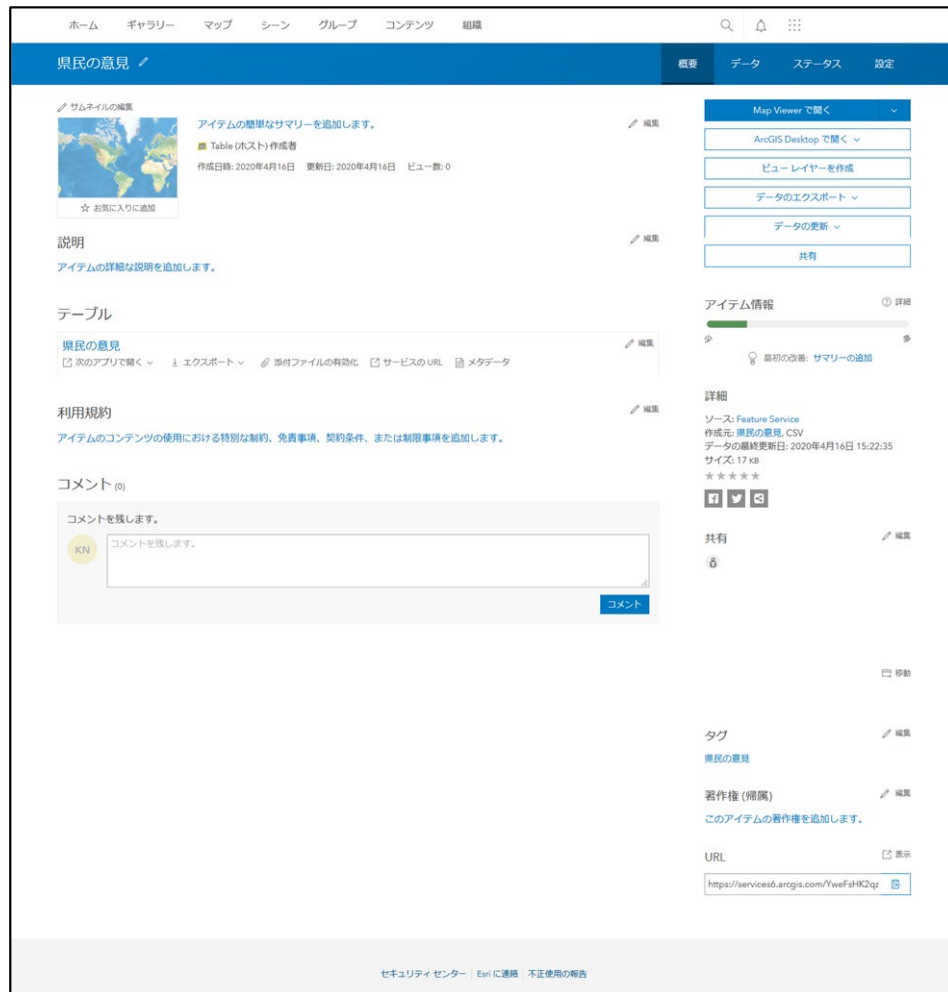 ホーム ギャラリー マップ シーン グループ コンテンツ 組織
県民の意見
概要 データ ステータス 設定
サムネイルの編集
アイテムの簡単なサマリーを追加します。
編集
Table (ホスト) 作成者
作成日時: 2020年4月16日 更新日: 2020年4月16日 ビュー数: 0
お気に入りに追加
説明
編集
アイテムの詳細な説明を追加します。
テーブル
県民の意見
編集
次のアプリで開く エクスポート 添付ファイルの有効化 サービスの URL メタデータ
利用規約
編集
アイテムのコンテンツの使用における特別な制約、免責事項、契約条件、または制限事項を追加します。
コメント (0)
コメントを残します。
KN
コメントを残します。
コメント
Map Viewer で開く
ArcGIS Desktop で開く
ビュー レイヤーを作成
データのエクスポート
データの更新
共有
アイテム情報
詳細
少 多
最初の改善: サマリーの追加
詳細
ソース: Feature Service
作成元: 県民の意見, CSV
データの最終更新日: 2020年4月16日 15:22:35
サイズ: 17 KB
共有
編集
移動
タグ
編集
県民の意見
著作権 (帰属)
編集
このアイテムの著作権を追加します。
URL
表示
https://services6.arcgis.com/YweFsHK2qz
セキュリティ センター Esri に連絡 不正使用の報告